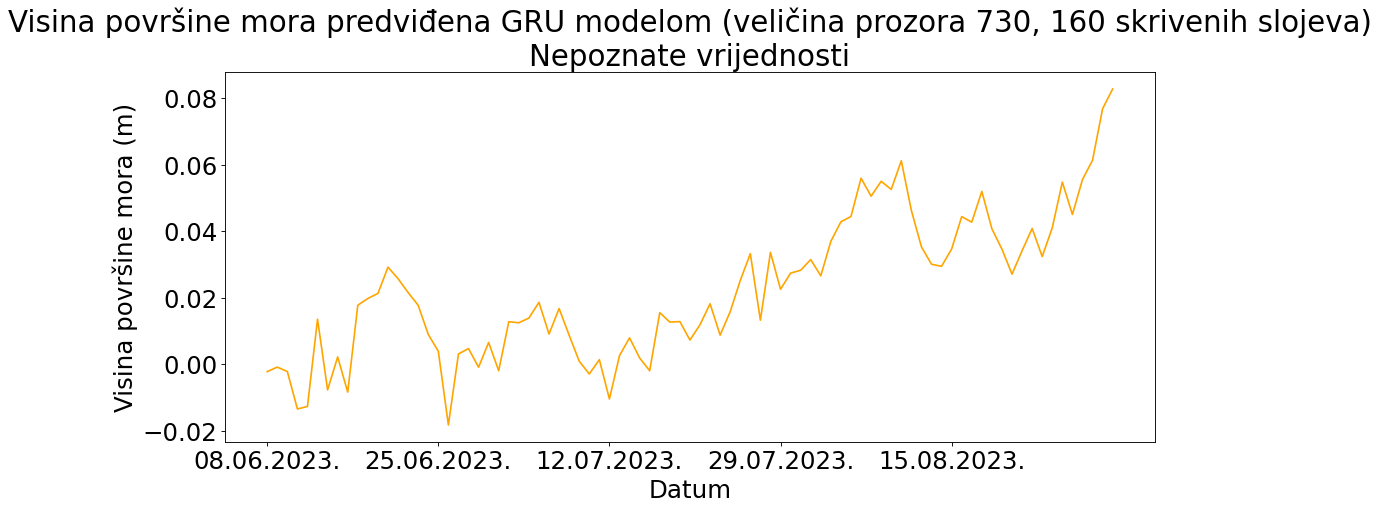 Visina površine mora predviđena GRU modelom (veličina prozora 730, 160 skrivenih slojeva)
Nepoznate vrijednosti
Visina površine mora (m)
0.08
0.06
0.04
0.02
0.00
−0.02
08.06.2023. 25.06.2023. 12.07.2023. 29.07.2023. 15.08.2023.
Datum